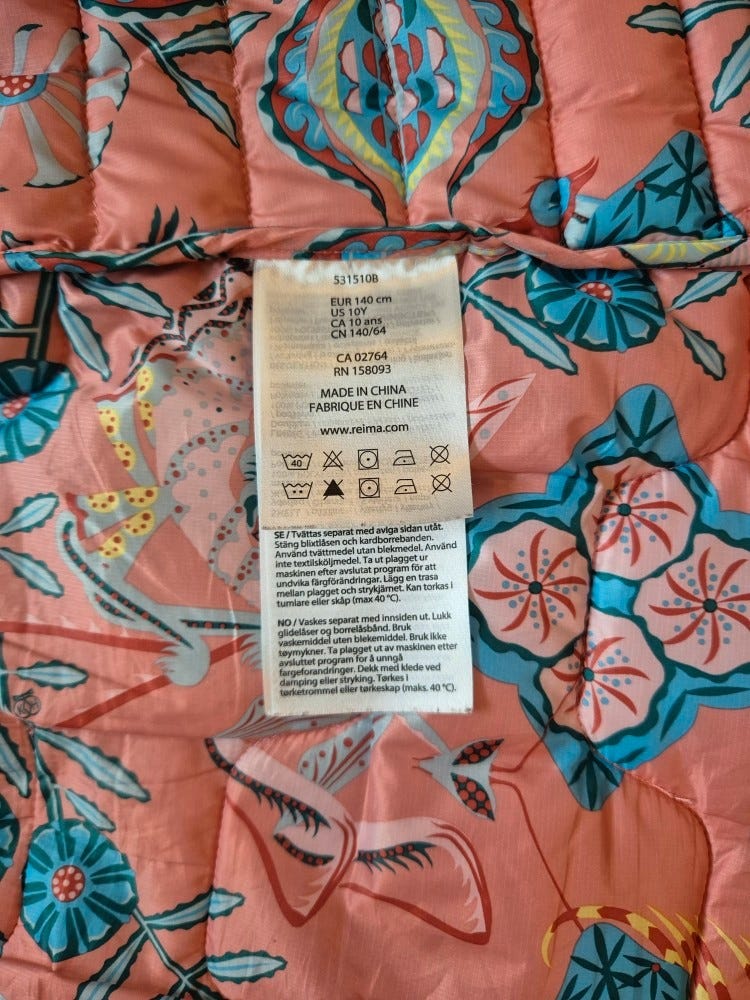 531510B
EUR 140 cm
US 10Y
CA 10 ans
CN 140/64
CA 02764
RN 158093
MADE IN CHINA
FABRIQUE EN CHINE
www.reima.com
40
SE / Tvättas separat med aviga sidan utåt.
Stäng blixtlåsen och kardborrebanden.
Använd tvättmedel utan blekmedel. Använd
inte textilsköljmedel. Ta ut plagget ur
maskinen efter avslutat program för att
undvika färgförändringar. Lägg en trasa
mellan plagget och strykjärnet. Kan torkas i
tumlare eller skåp (max 40 °C).
NO / Vaskes separat med innsiden ut. Lukk
glidelåser og borrelåsbånd. Bruk
vaskemiddel uten blekemiddel. Bruk ikke
tøymykner. Ta plagget ut av maskinen etter
avsluttet program for å unngå
fargeforandringer. Dekk med klede ved
damping eller stryking. Tørkes i
tørketrommel eller tørkeskap (maks. 40 °C).